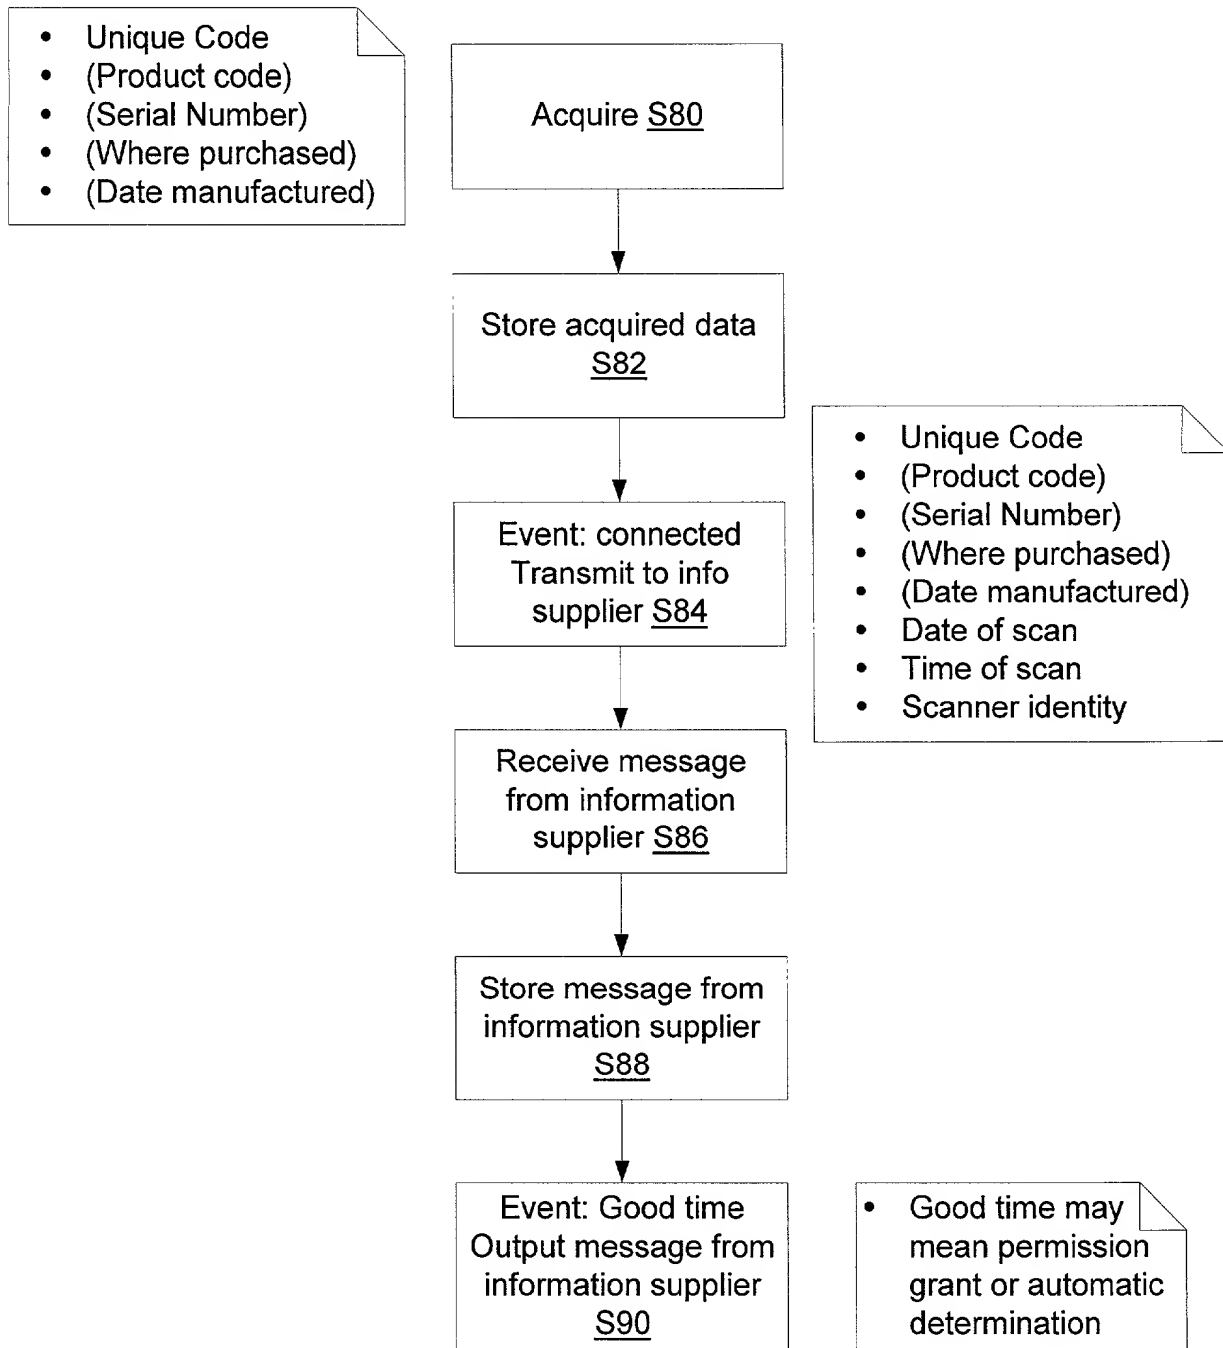 • Unique Code
• (Product code)
• (Serial Number)
• (Where purchased)
• (Date manufactured)
Acquire S80
Store acquired data
S82
Event: connected
Transmit to info
supplier S84
• Unique Code
• (Product code)
• (Serial Number)
• (Where purchased)
• (Date manufactured)
• Date of scan
• Time of scan
• Scanner identity
Receive message
from information
supplier S86
Store message from
information supplier
S88
Event: Good time
Output message from
information supplier
S90
• Good time may
mean permission
grant or automatic
determination